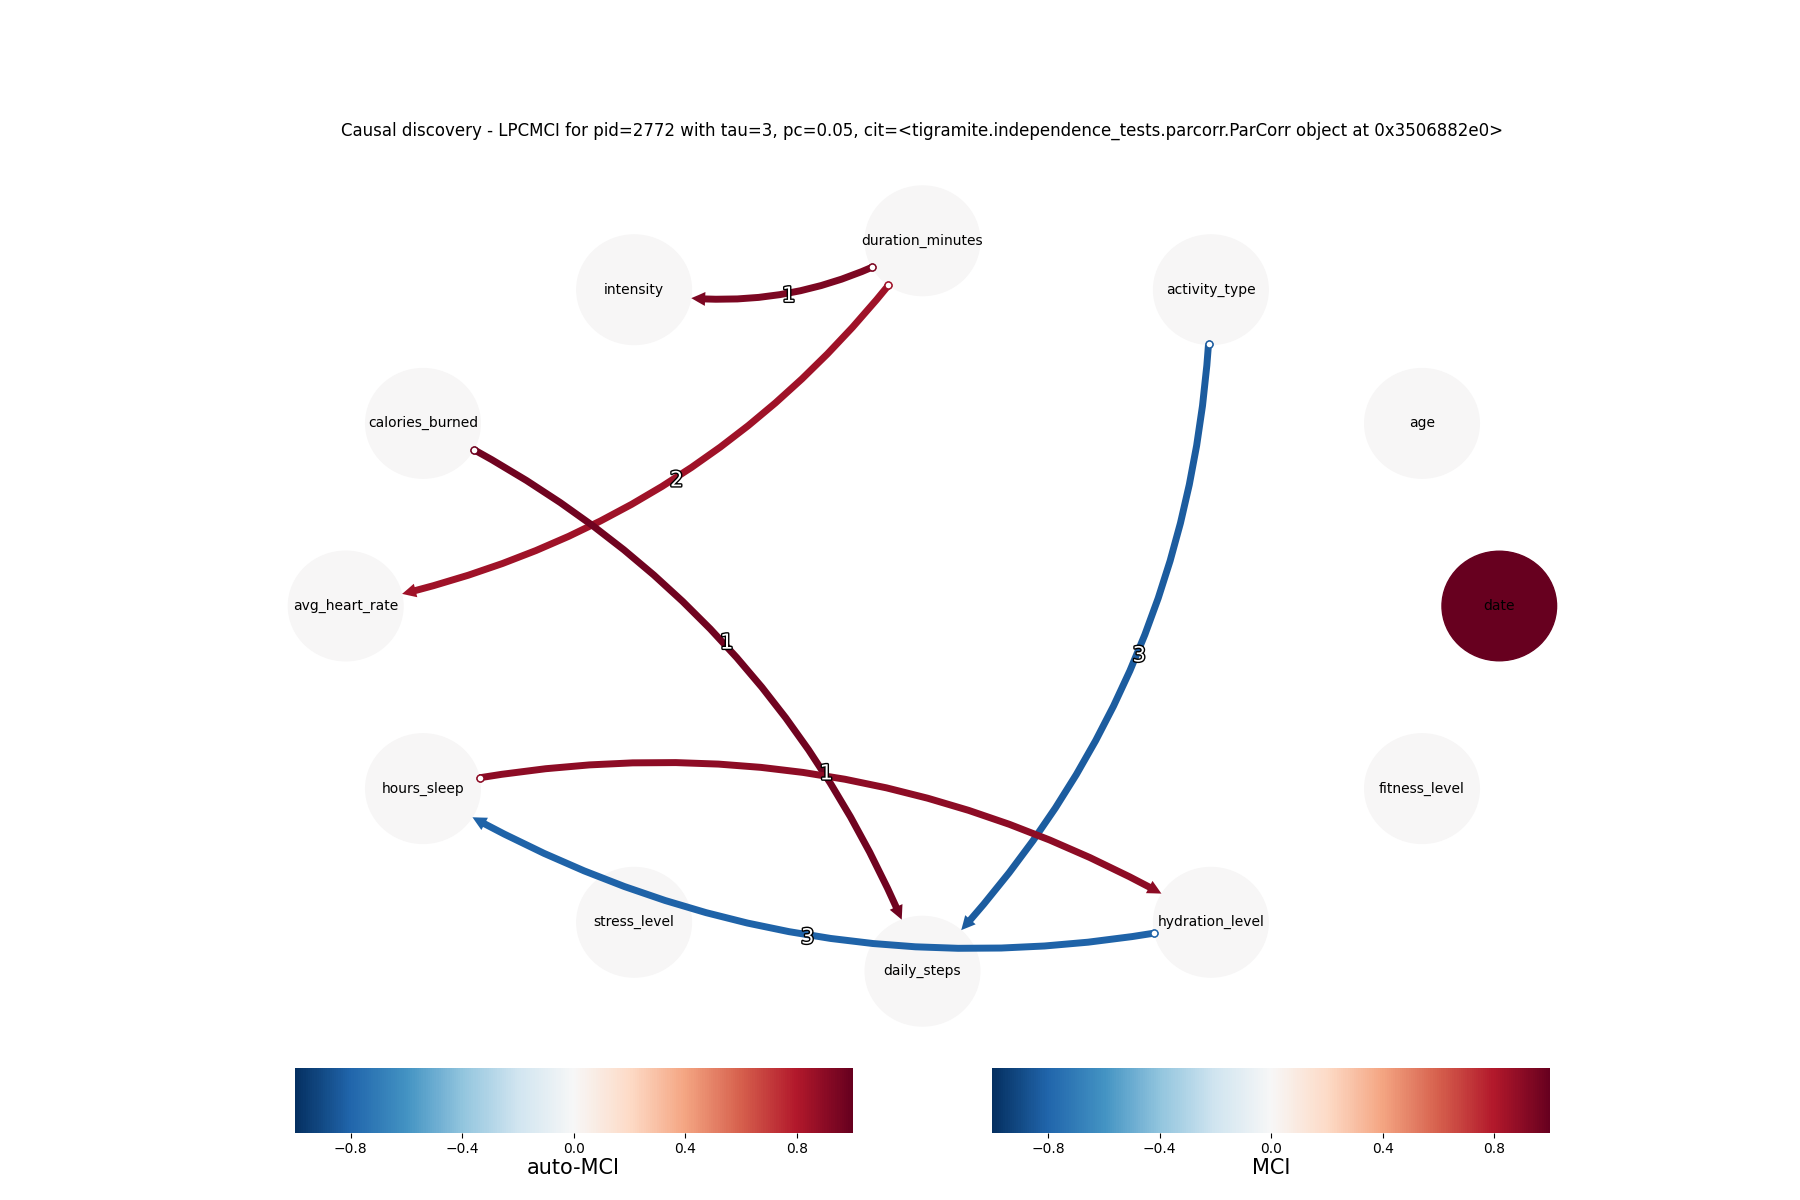 Causal discovery - LPCMCI for pid=2772 with tau=3, pc=0.05, cit=<tigramite.independence_tests.parcorr.ParCorr object at 0x3506882e0>
duration_minutes
intensity
activity_type
1
calories_burned
age
2
avg_heart_rate
date
1
3
1
hours_sleep
fitness_level
stress_level
hydration_level
3
daily_steps
−0.8 −0.4 0.0 0.4 0.8
auto-MCI
−0.8 −0.4 0.0 0.4 0.8
MCI